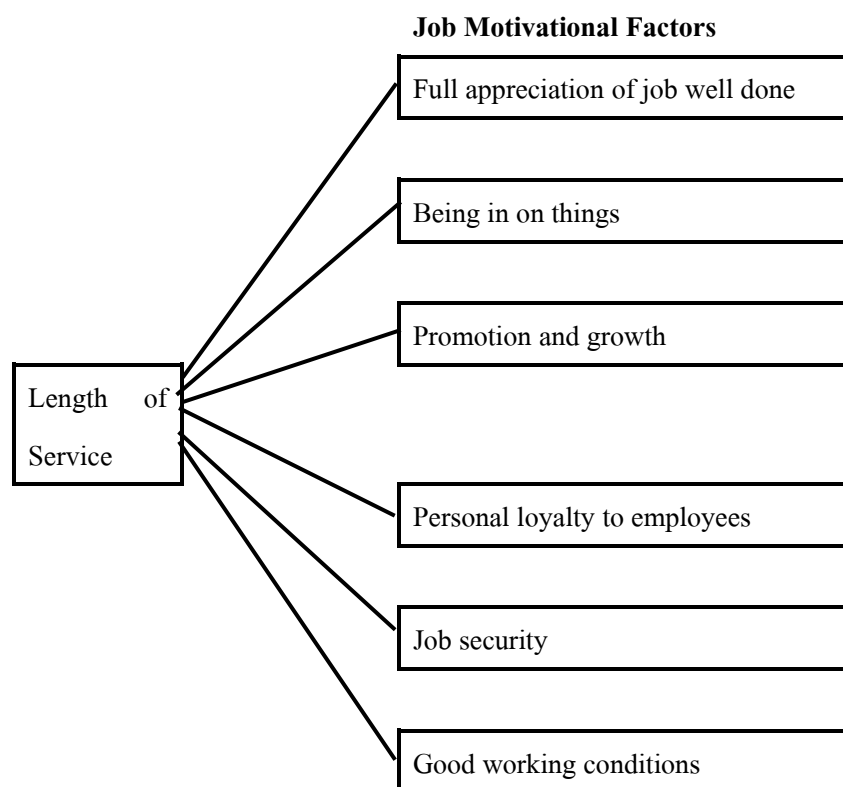 Job Motivational Factors
Full appreciation of job well done
Being in on things
Promotion and growth
Length of
Service
Personal loyalty to employees
Job security
Good working conditions